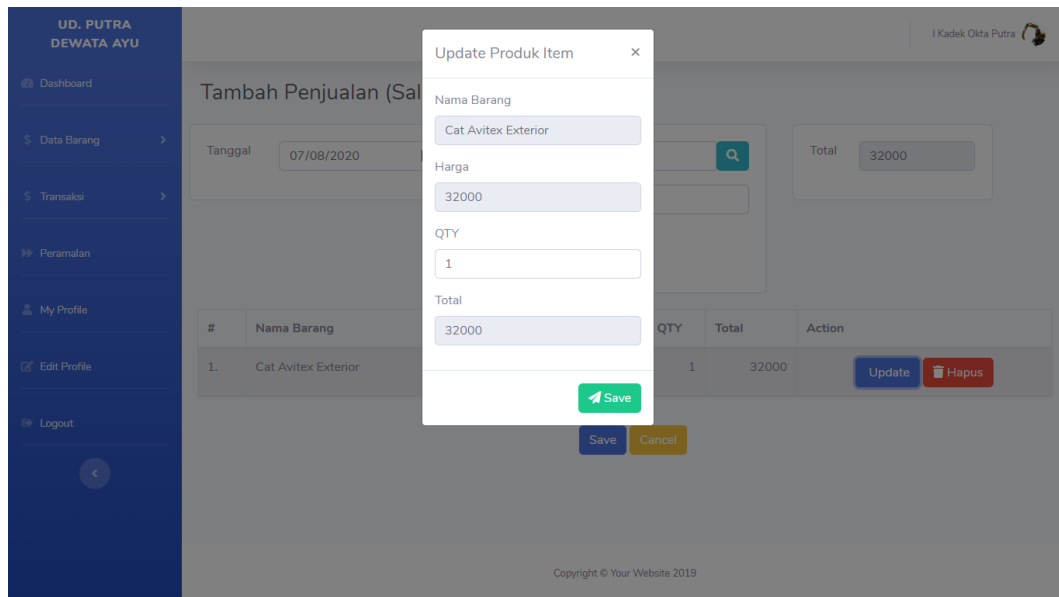 UD. PUTRA
DEWATA AYU
I Kadek Okta Putra
Dashboard
Data Barang
Transaksi
Peramalan
My Profile
Edit Profile
Logout
Tambah Penjualan (Sal
Tanggal
07/08/2020
Total
32000
Update Produk Item
×
Nama Barang
Cat Avitex Exterior
Harga
32000
QTY
1
Total
32000
Save
# Nama Barang QTY Total Action
1. Cat Avitex Exterior 1 32000 Update Hapus
Save Cancel
Copyright © Your Website 2019